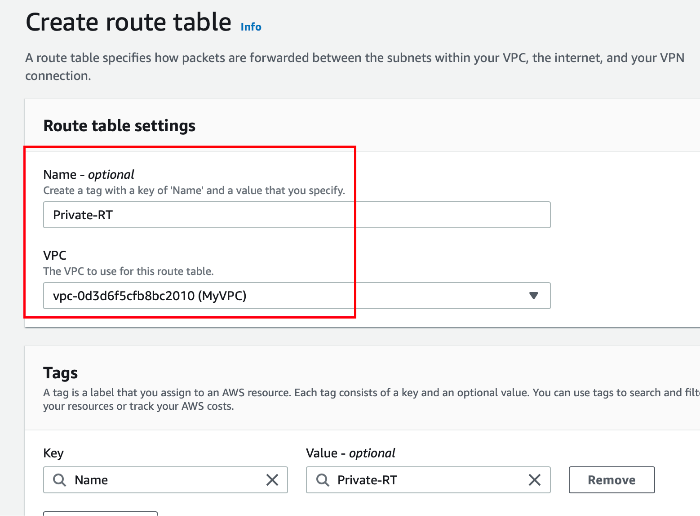 Create route table Info
A route table specifies how packets are forwarded between the subnets within your VPC, the internet, and your VPN
connection.
Route table settings
Name - optional
Create a tag with a key of 'Name' and a value that you specify.
Private-RT
VPC
The VPC to use for this route table.
vpc-0d3d6f5cfb8bc2010 (MyVPC)
Tags
A tag is a label that you assign to an AWS resource. Each tag consists of a key and an optional value. You can use tags to search and filt
your resources or track your AWS costs.
Key Value - optional
Name Private-RT Remove